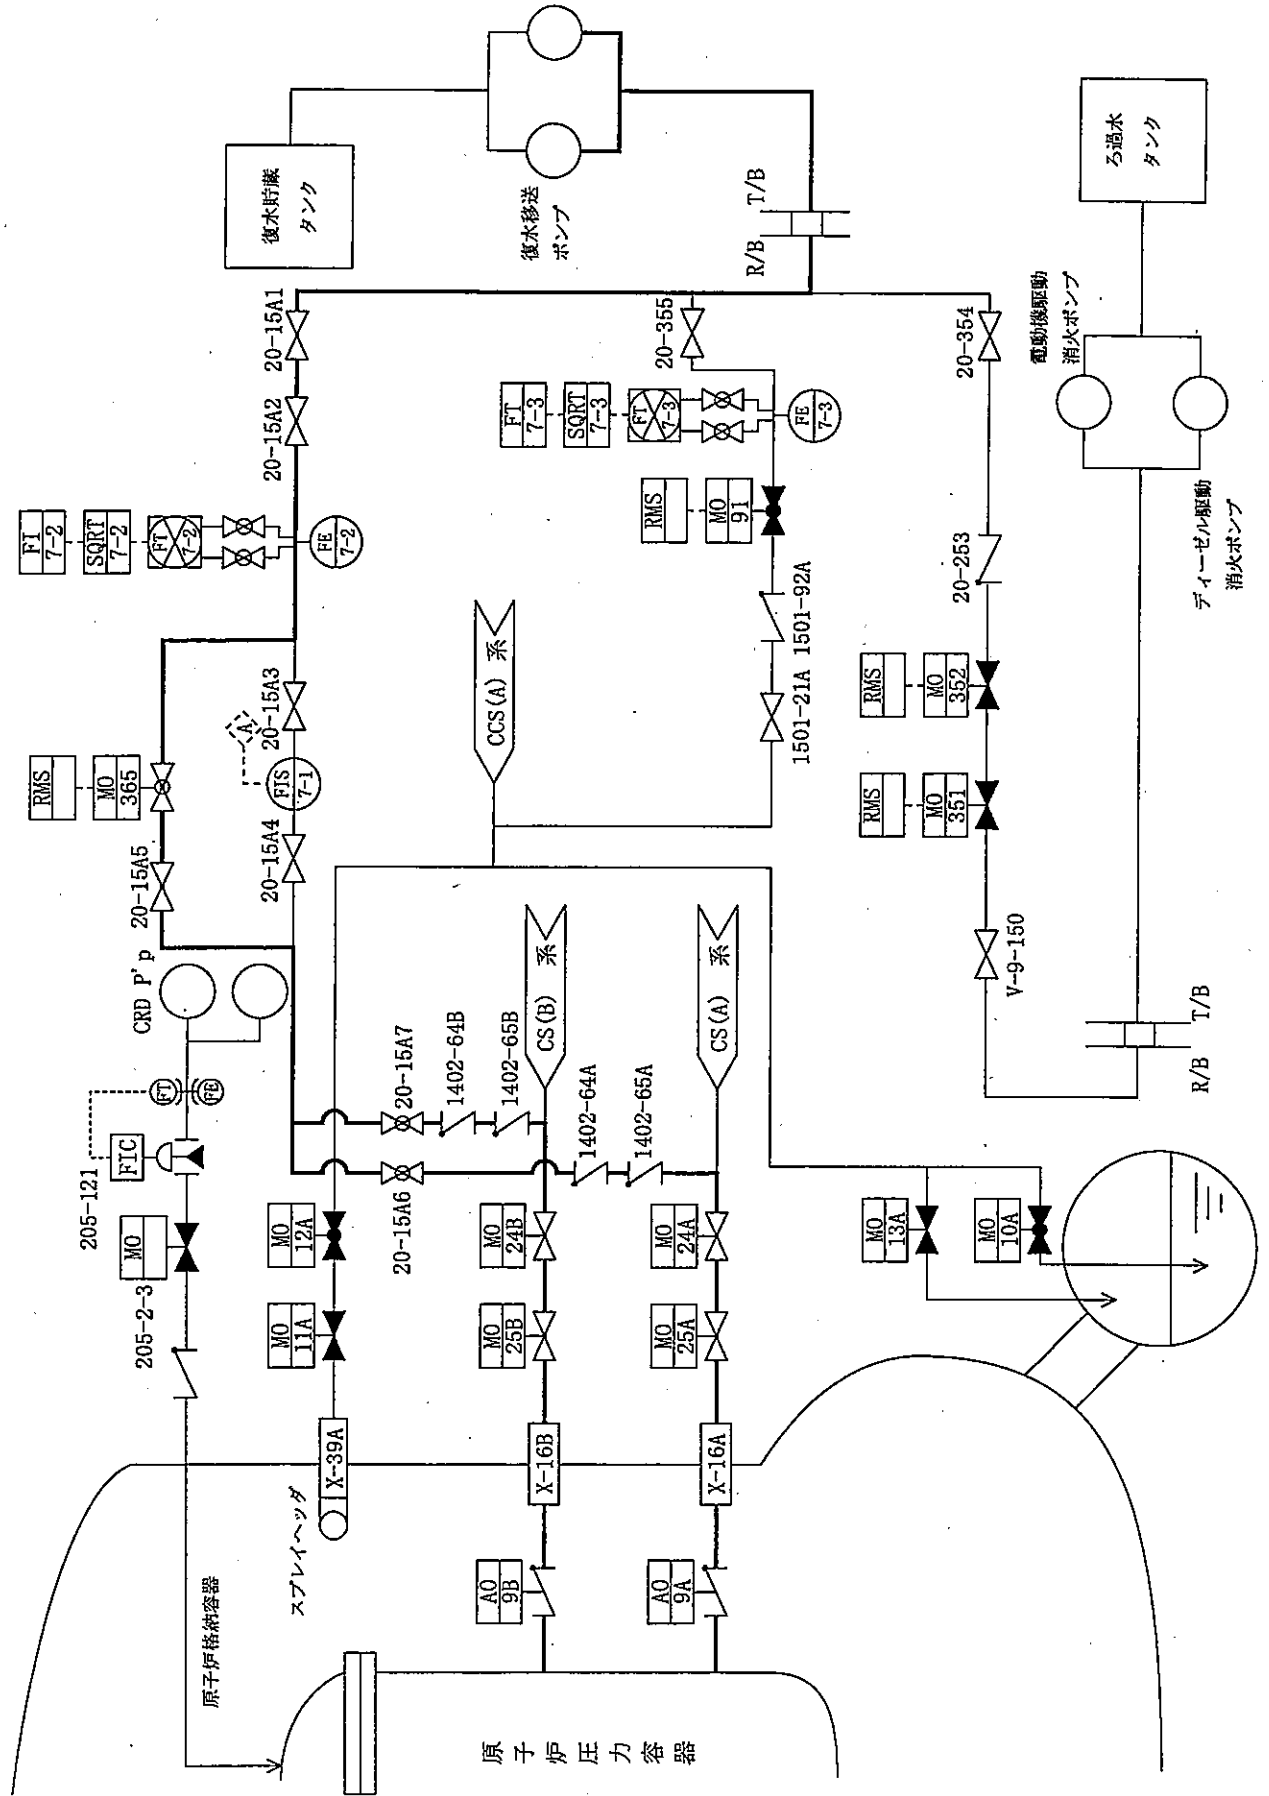 原子炉格納容器
原子炉圧力容器
スプレイヘッダ
205-2-3
MO
205-121
FIC
FT
FE
CRD P'p
X-39A
MO
11A
MO
12A
X-16B
MO
25B
MO
24B
AO
9B
X-16A
MO
25A
MO
24A
AO
9A
20-15A6
20-15A7
1402-64B
1402-65B
1402-64A
1402-65A
CS(B) 系
CS(A) 系
CCS(A) 系
20-15A5
RMS
MO
365
20-15A4
FIS
7-1
A
20-15A3
FI
7-2
SQRT
7-2
FT
7-2
FE
7-2
20-15A2
20-15A1
復水貯蔵
タンク
復水移送
ポンプ
R/B
T/B
FT
7-3
SQRT
7-3
FT
7-3
FE
7-3
20-355
RMS
MO
91
1501-21A
1501-92A
20-354
20-253
RMS
MO
352
RMS
MO
351
V-9-150
MO
13A
MO
10A
R/B
T/B
電動機駆動
消火ポンプ
ディーゼル駆動
消火ポンプ
ろ過水
タンク